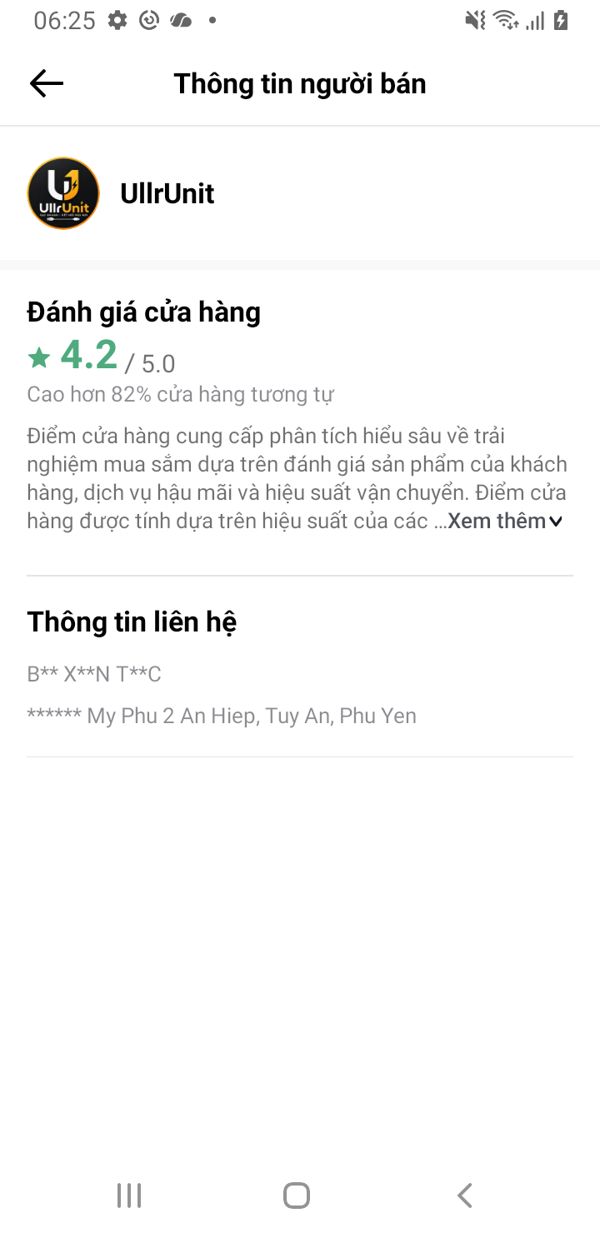 06:25
Thông tin người bán
UllrUnit
UllrUnit
Đánh giá cửa hàng
4.2 / 5.0
Cao hơn 82% cửa hàng tương tự
Điểm cửa hàng cung cấp phân tích hiểu sâu về trải
nghiệm mua sắm dựa trên đánh giá sản phẩm của khách
hàng, dịch vụ hậu mãi và hiệu suất vận chuyển. Điểm cửa
hàng được tính dựa trên hiệu suất của các ...Xem thêm
Thông tin liên hệ
B** X**N T**C
****** My Phu 2 An Hiep, Tuy An, Phu Yen